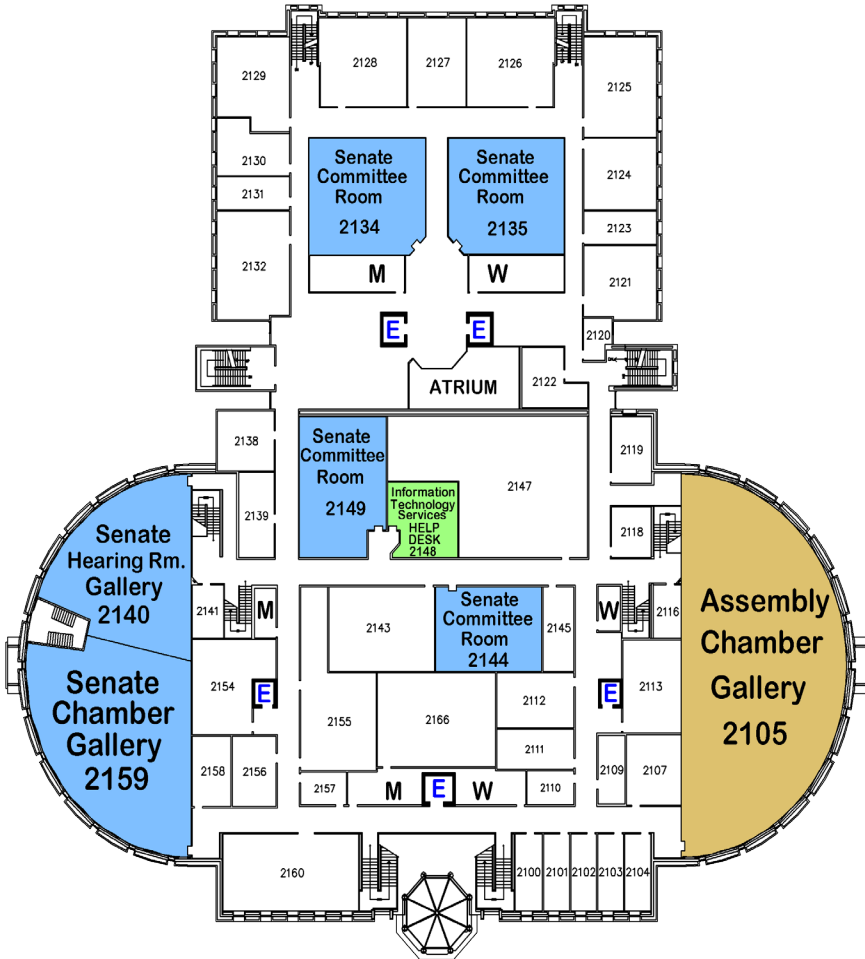 2128
2127
2126
2129
2125
2130
2131
2132
2124
2123
2121
2120
Senate
Committee
Room
2134
Senate
Committee
Room
2135
M
W
E
E
ATRIUM
2122
2138
2139
2119
2118
Senate
Committee
Room
2149
Information
Technology
Services
HELP
DESK
2148
2147
Senate
Hearing Rm.
Gallery
2140
2141
M
2143
Senate
Committee
Room
2144
2145
W
2116
Assembly
Chamber
Gallery
2105
Senate
Chamber
Gallery
2159
2154
E
2155
2166
2112
2111
E
2113
2158
2156
2157
M
E
W
2110
2109
2107
2160
2100
2101
2102
2103
2104